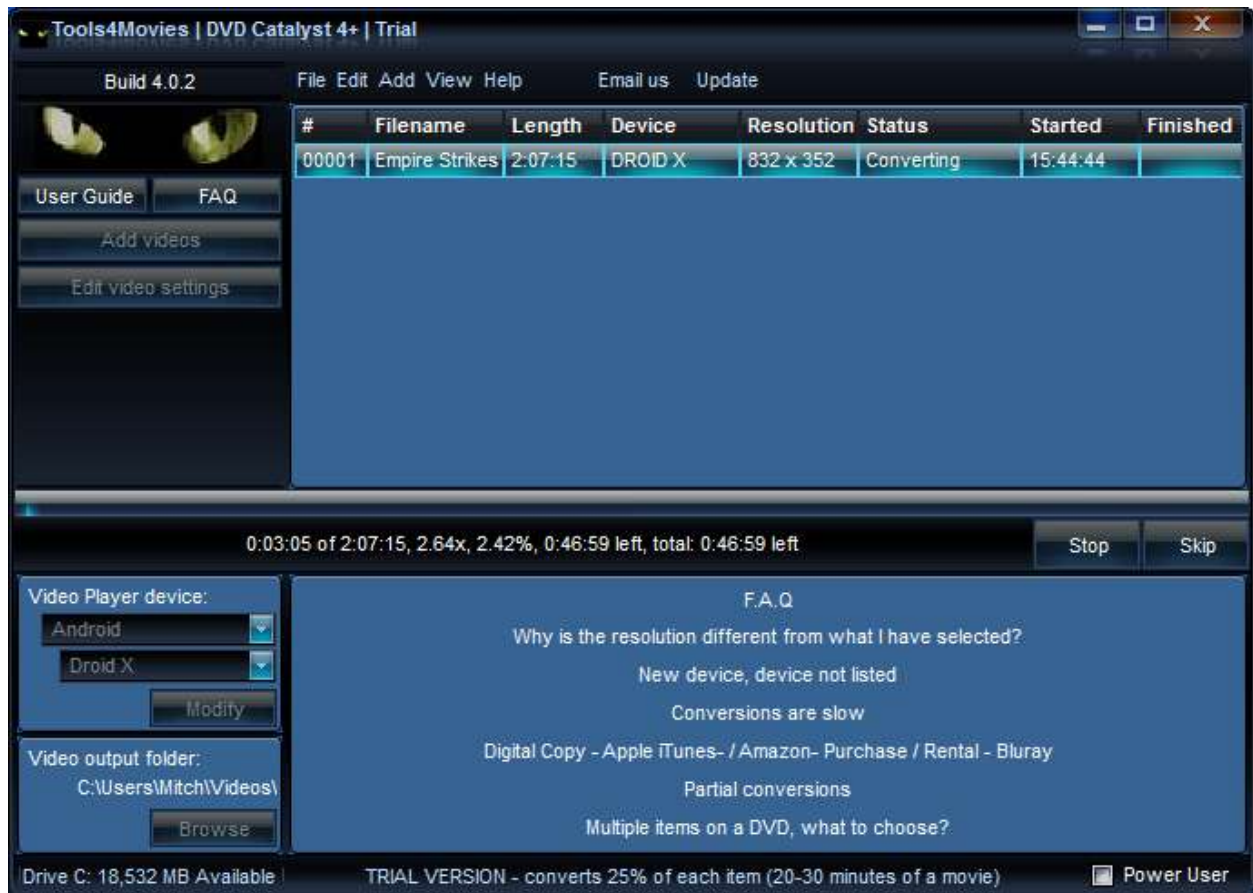 Tools4Movies | DVD Catalyst 4+ | Trial
X
Build 4.0.2
File Edit Add View Help Email us Update
# Filename Length Device Resolution Status Started Finished
00001 Empire Strikes 2:07:15 DROID X 832 x 352 Converting 15:44:44
User Guide FAQ
Add videos
Edit video settings
0:03:05 of 2:07:15, 2.64x, 2.42%, 0:46:59 left, total: 0:46:59 left
Stop Skip
Video Player device:
Android
Droid X
Modify
Video output folder:
C:\Users\Mitch\Videos\
Browse
F.A.Q
Why is the resolution different from what I have selected?
New device, device not listed
Conversions are slow
Digital Copy - Apple iTunes- / Amazon- Purchase / Rental - Bluray
Partial conversions
Multiple items on a DVD, what to choose?
Drive C: 18,532 MB Available
TRIAL VERSION - converts 25% of each item (20-30 minutes of a movie)
Power User